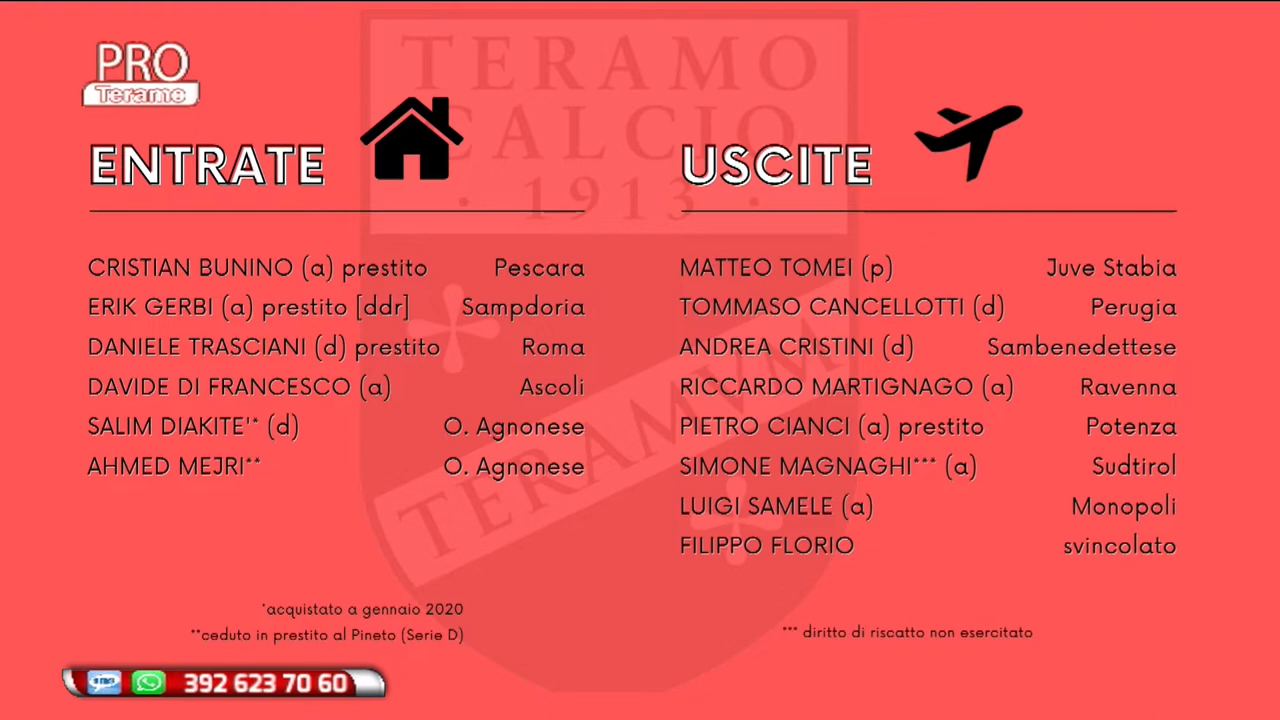 PRO
Teramo
TERAMO
CALCIO
· 1913 ·
TERAMVM
ENTRATE
CRISTIAN BUNINO (a) prestito Pescara
ERIK GERBI (a) prestito [ddr] Sampdoria
DANIELE TRASCIANI (d) prestito Roma
DAVIDE DI FRANCESCO (a) Ascoli
SALIM DIAKITE'* (d) O. Agnonese
AHMED MEJRI** O. Agnonese
*acquistato a gennaio 2020
**ceduto in prestito al Pineto (Serie D)
USCITE
MATTEO TOMEI (p) Juve Stabia
TOMMASO CANCELLOTTI (d) Perugia
ANDREA CRISTINI (d) Sambenedettese
RICCARDO MARTIGNAGO (a) Ravenna
PIETRO CIANCI (a) prestito Potenza
SIMONE MAGNAGHI*** (a) Sudtirol
LUIGI SAMELE (a) Monopoli
FILIPPO FLORIO svincolato
*** diritto di riscatto non esercitato
392 623 70 60